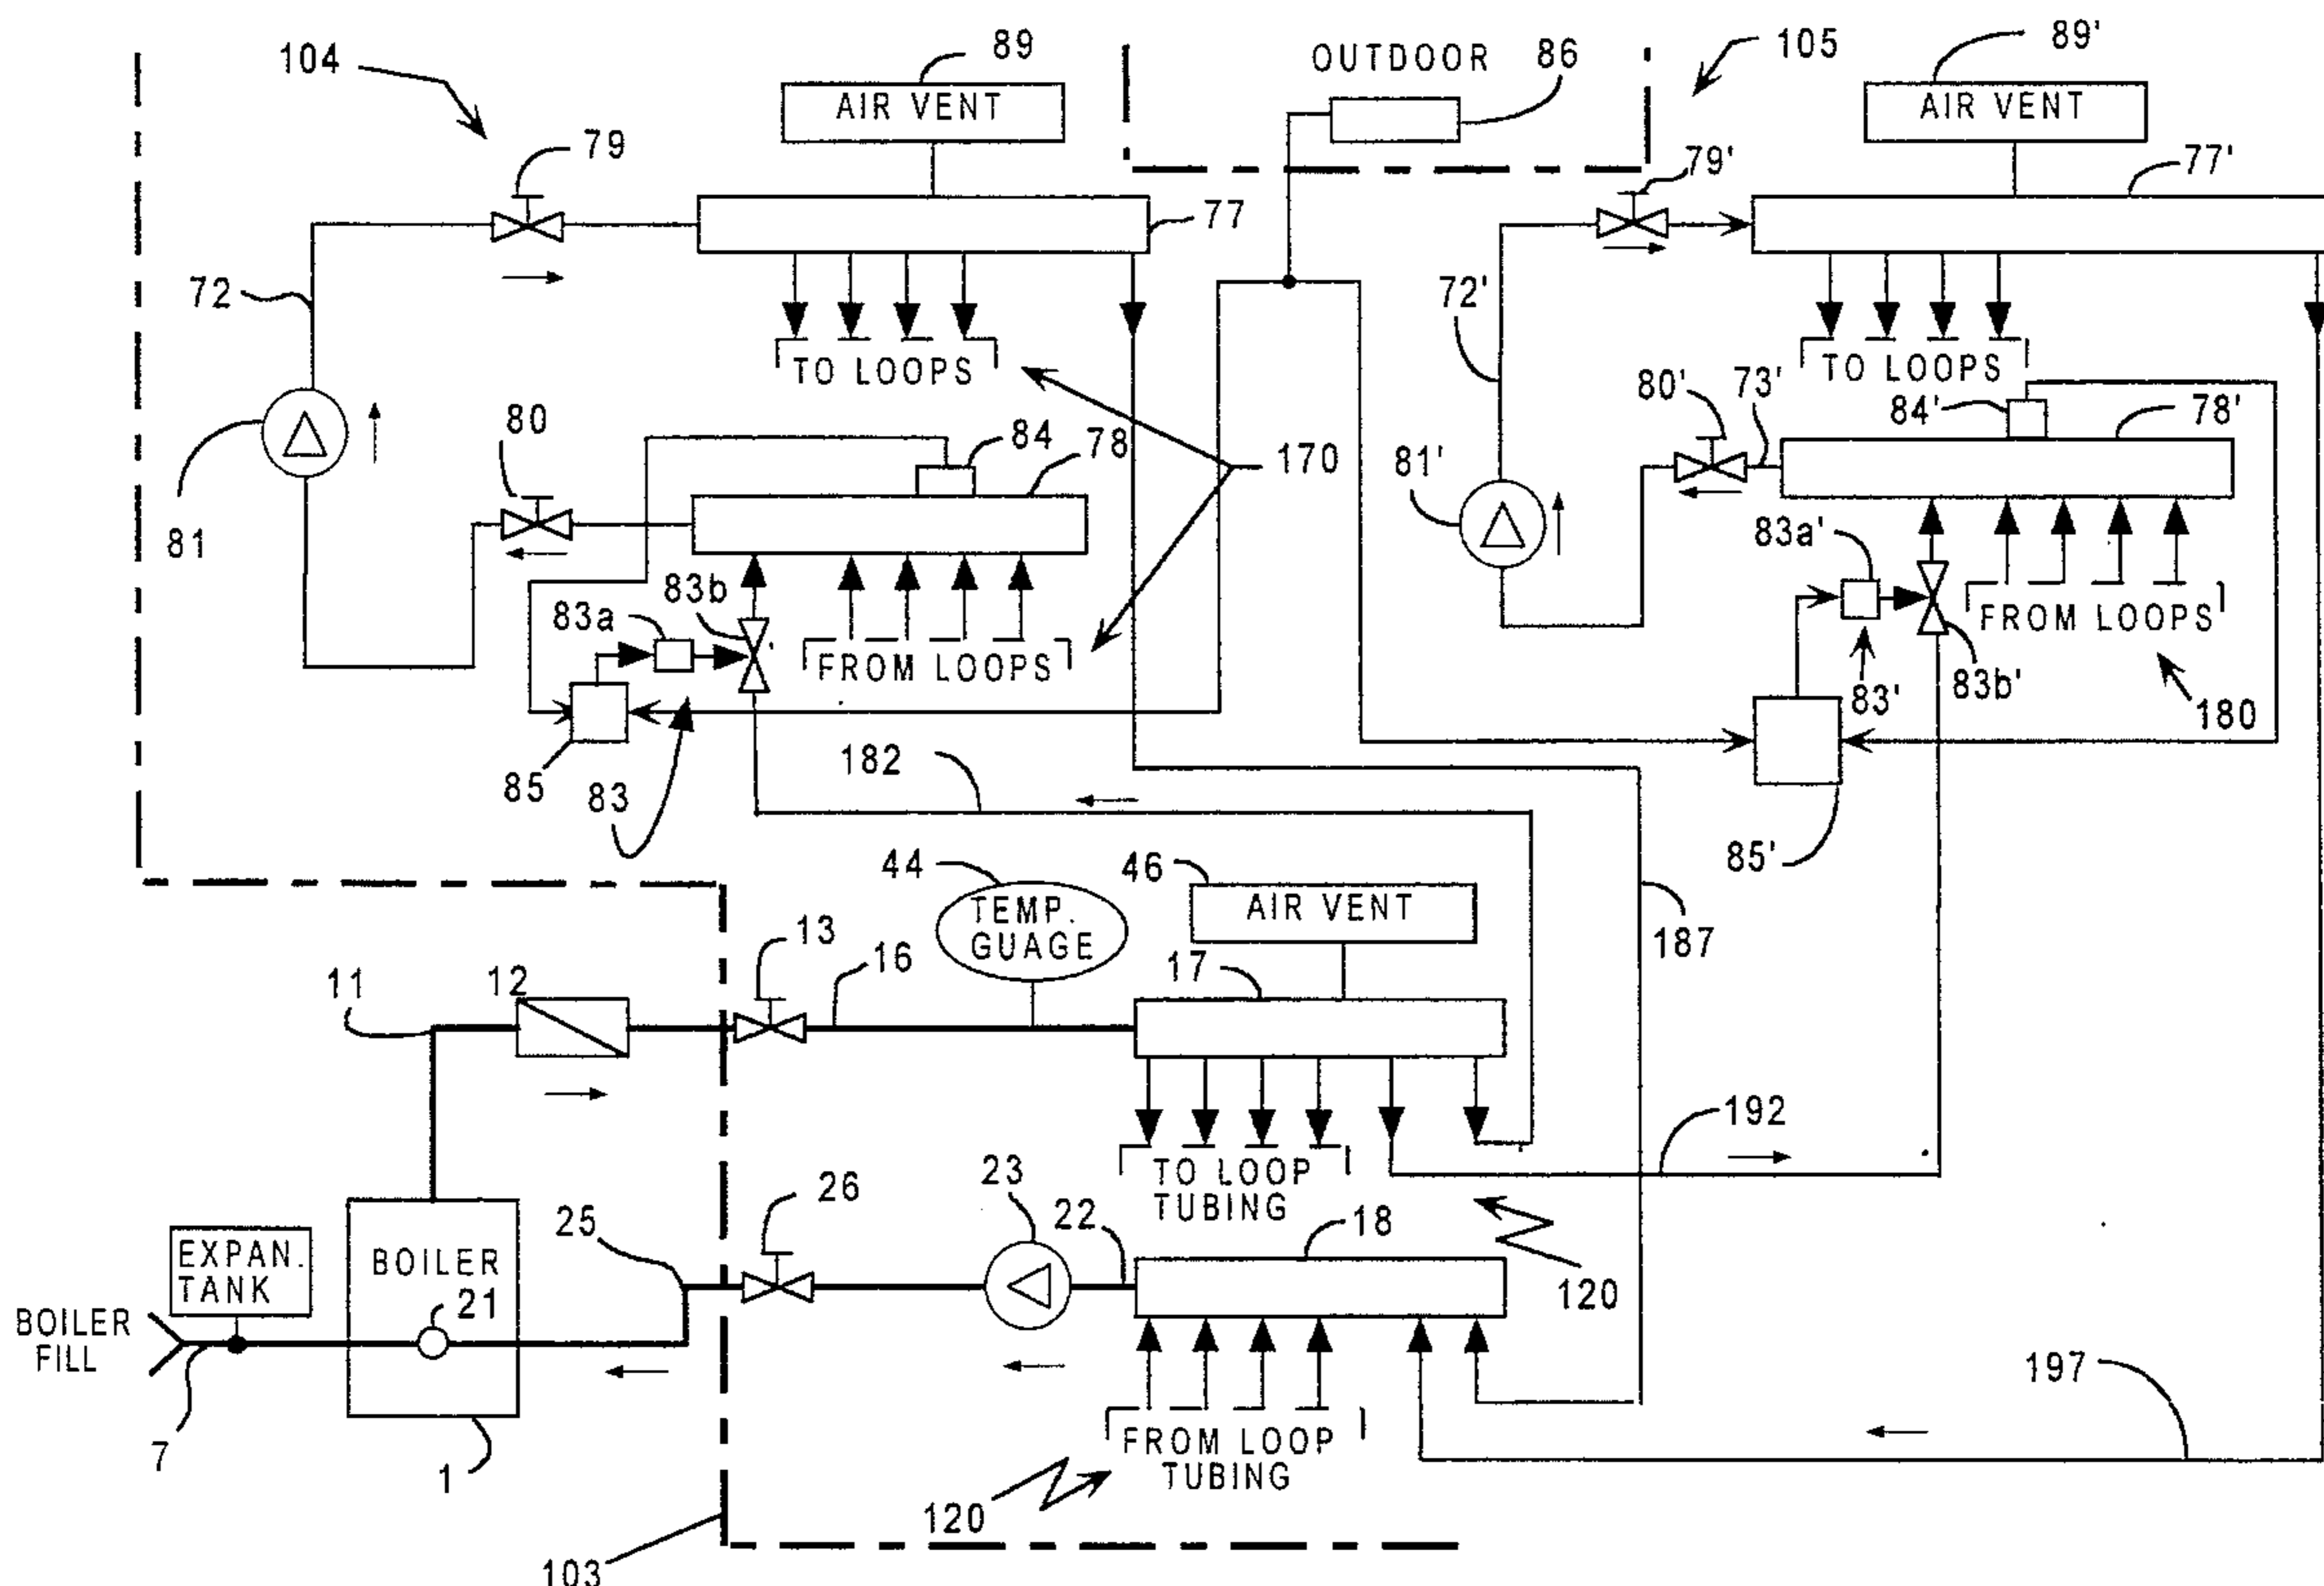 104
89
AIR VENT
OUTDOOR
86
105
89'
AIR VENT
79
79'
77'
77
72
72'
TO LOOPS
TO LOOPS
80'
73'
84'
78'
81
80
84
78
170
81'
83a
83b
FROM LOOPS
83a'
FROM LOOPS
83'
83b'
180
85
83
182
85'
44
TEMP.
GUAGE
46
AIR VENT
187
13
16
17
11
12
TO LOOP
TUBING
192
25
26
23
22
18
120
EXPAN.
TANK
BOILER
21
BOILER
FILL
7
1
FROM LOOP
TUBING
197
120
103